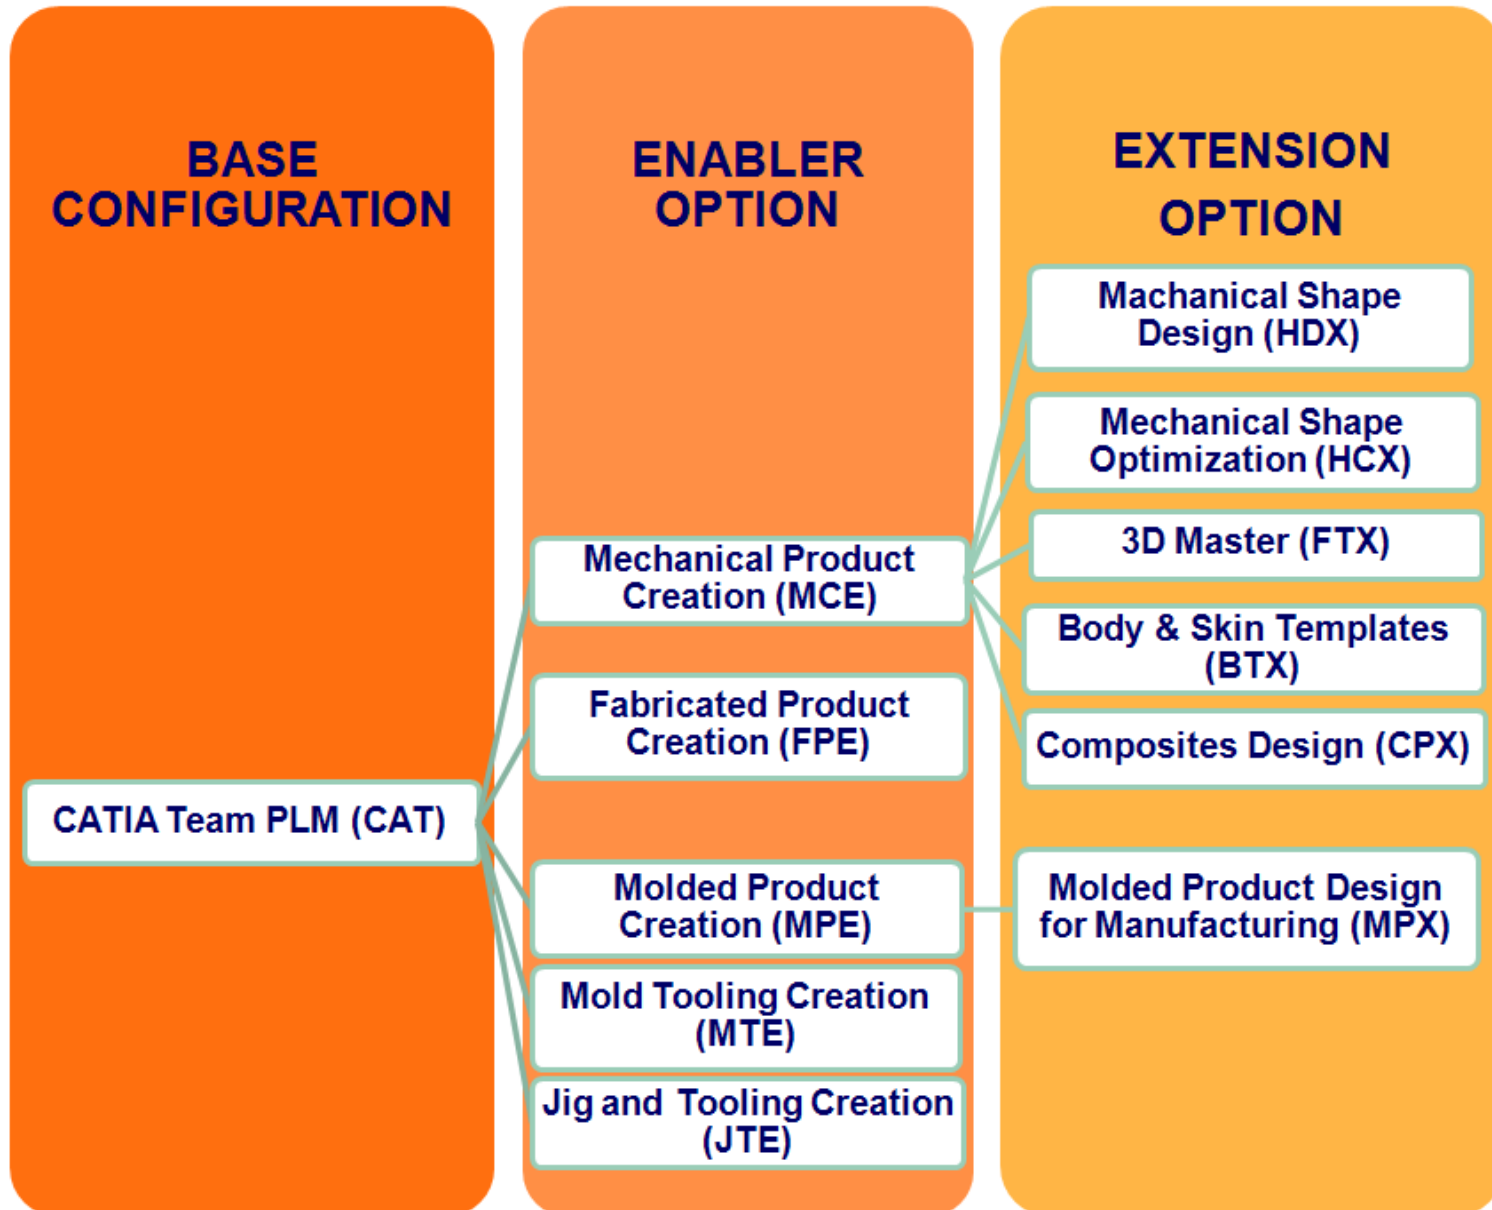 BASE
CONFIGURATION
ENABLER
OPTION
EXTENSION
OPTION
CATIA Team PLM (CAT)
Mechanical Product
Creation (MCE)
Fabricated Product
Creation (FPE)
Molded Product
Creation (MPE)
Mold Tooling Creation
(MTE)
Jig and Tooling Creation
(JTE)
Machanical Shape
Design (HDX)
Mechanical Shape
Optimization (HCX)
3D Master (FTX)
Body & Skin Templates
(BTX)
Composites Design (CPX)
Molded Product Design
for Manufacturing (MPX)